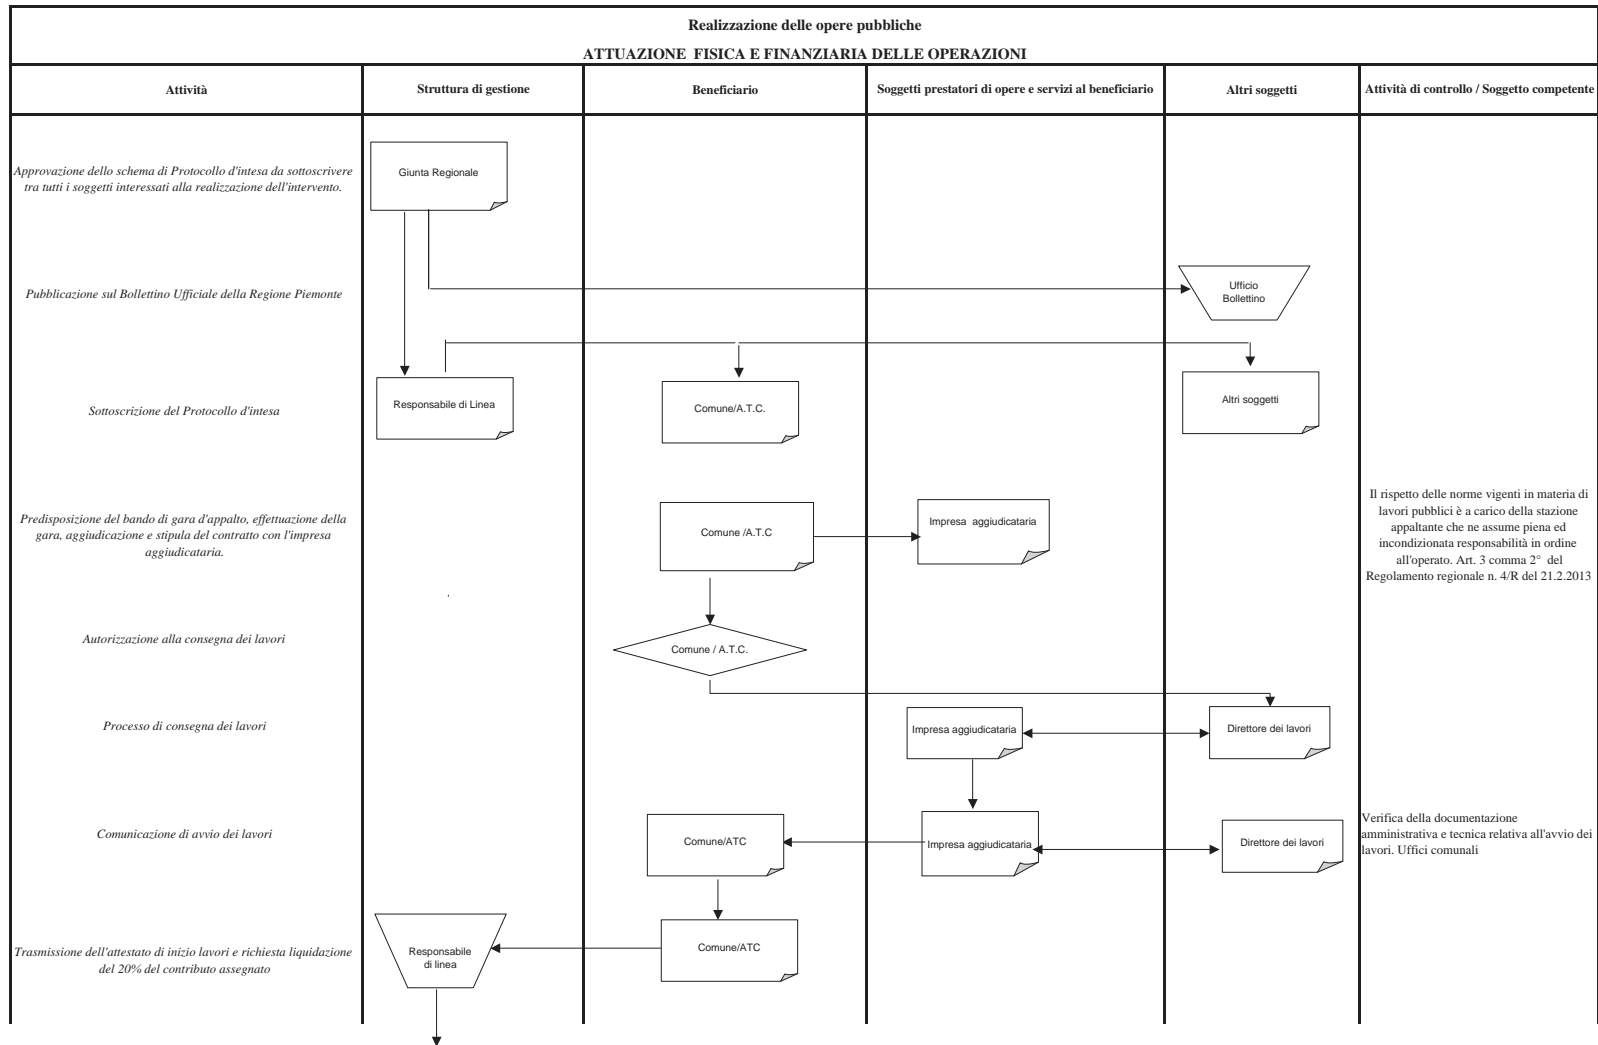 Realizzazione delle opere pubbliche
ATTUAZIONE FISICA E FINANZIARIA DELLE OPERAZIONI
Attività
Struttura di gestione
Beneficiario
Soggetti prestatori di opere e servizi al beneficiario
Altri soggetti
Attività di controllo / Soggetto competente
Approvazione dello schema di Protocollo d'intesa da sottoscrivere
tra tutti i soggetti interessati alla realizzazione dell'intervento.
Giunta Regionale
Pubblicazione sul Bollettino Ufficiale della Regione Piemonte
Ufficio
Bollettino
Sottoscrizione del Protocollo d'intesa
Responsabile di Linea
Comune/A.T.C.
Altri soggetti
Predisposizione del bando di gara d'appalto, effettuazione della
gara, aggiudicazione e stipula del contratto con l'impresa
aggiudicataria.
Comune /A.T.C
Impresa aggiudicataria
Il rispetto delle norme vigenti in materia di
lavori pubblici è a carico della stazione
appaltante che ne assume piena ed
incondizionata responsabilità in ordine
all'operato. Art. 3 comma 2° del
Regolamento regionale n. 4/R del 21.2.2013
Autorizzazione alla consegna dei lavori
Comune / A.T.C.
Processo di consegna dei lavori
Impresa aggiudicataria
Direttore dei lavori
Comunicazione di avvio dei lavori
Comune/ATC
Impresa aggiudicataria
Direttore dei lavori
Verifica della documentazione
amministrativa e tecnica relativa all'avvio dei
lavori. Uffici comunali
Trasmissione dell'attestato di inizio lavori e richiesta liquidazione
del 20% del contributo assegnato
Responsabile
di linea
Comune/ATC